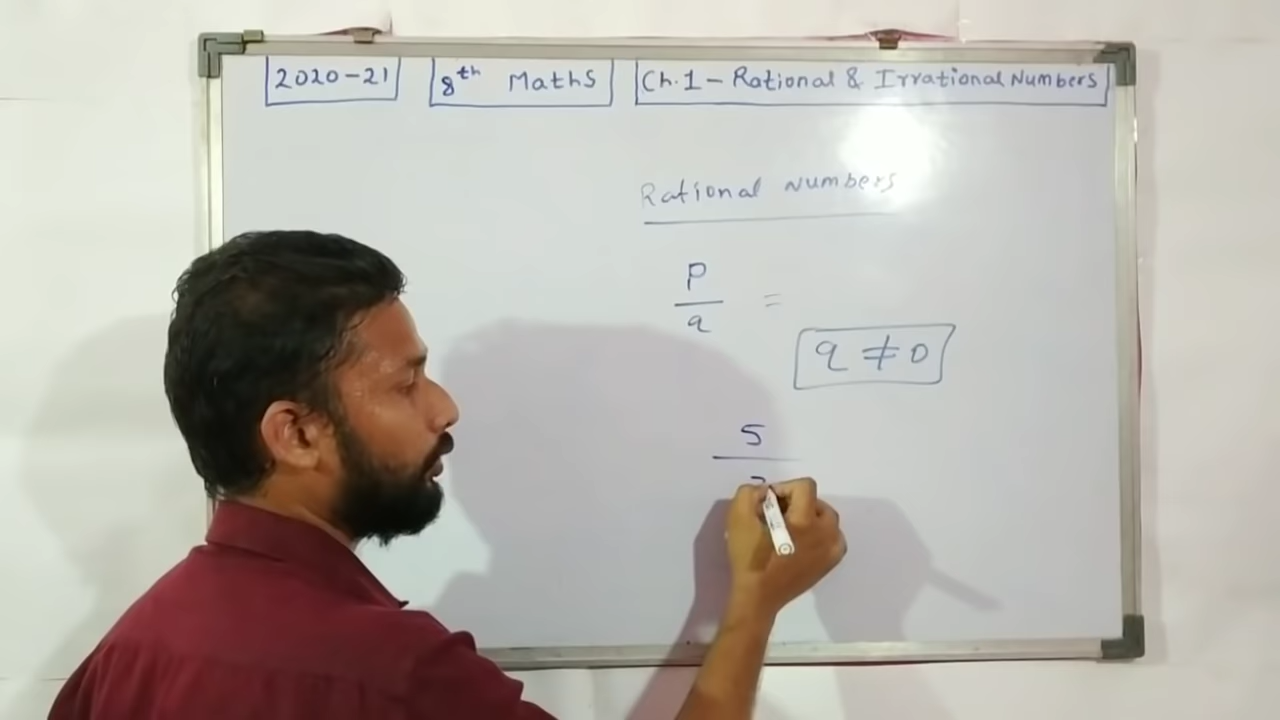 2020-21 8th Maths Ch.1 - Rational & Irrational Numbers
Rational Numbers
P
q =
q ≠ 0
5